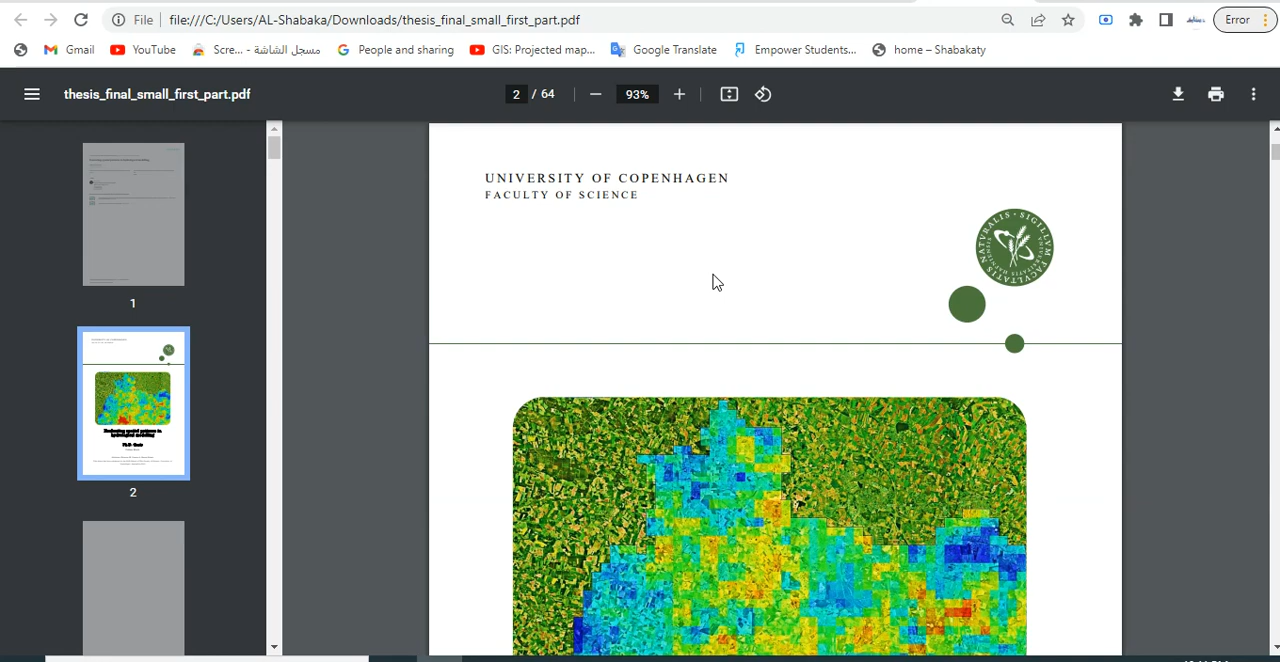 File
file:///C:/Users/AL-Shabaka/Downloads/thesis_final_small_first_part.pdf
Error
Gmail
YouTube
Scre... - مسجل الشاشة
People and sharing
GIS: Projected map...
Google Translate
Empower Students...
home – Shabakaty
thesis_final_small_first_part.pdf
2 / 64
93%
UNIVERSITY OF COPENHAGEN
FACULTY OF SCIENCE
1
2